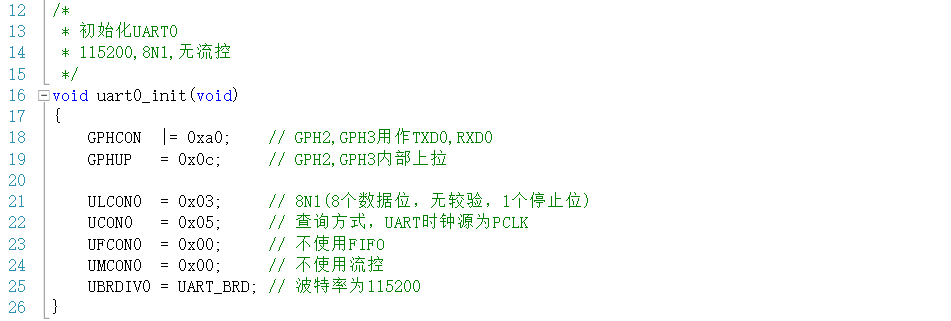 12 /*
13  * 初始化UART0
14  * 115200,8N1,无流控
15  */
16 void uart0_init(void)
17 {
18     GPHCON  |= 0xa0;    // GPH2,GPH3用作TXD0,RXD0
19     GPHUP   = 0x0c;     // GPH2,GPH3内部上拉
20
21     ULCON0  = 0x03;     // 8N1(8个数据位，无较验，1个停止位)
22     UCON0   = 0x05;     // 查询方式，UART时钟源为PCLK
23     UFCON0  = 0x00;     // 不使用FIFO
24     UMCON0  = 0x00;     // 不使用流控
25     UBRDIV0 = UART_BRD; // 波特率为115200
26 }